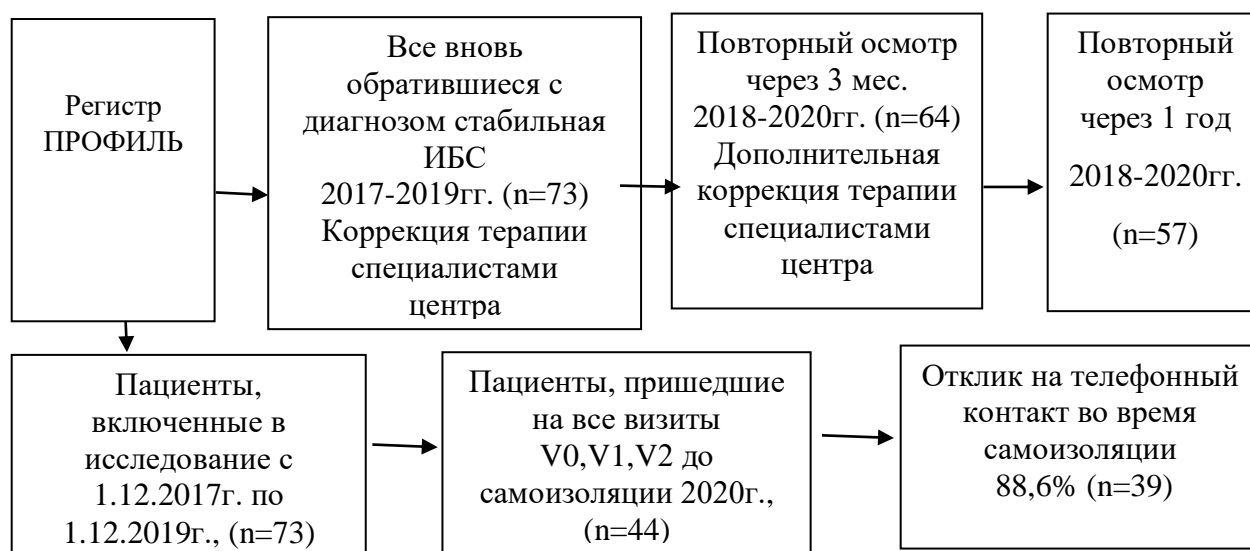 Регистр
ПРОФИЛЬ
Все вновь
обратившиеся с
диагнозом стабильная
ИБС
2017-2019гг. (n=73)
Коррекция терапии
специалистами
центра
Повторный осмотр
через 3 мес.
2018-2020гг. (n=64)
Дополнительная
коррекция терапии
специалистами
центра
Повторный
осмотр
через 1 год
2018-2020гг.
(n=57)
Пациенты,
включенные в
исследование с
1.12.2017г. по
1.12.2019г., (n=73)
Пациенты, пришедшие
на все визиты
V0,V1,V2 до
самоизоляции 2020г.,
(n=44)
Отклик на телефонный
контакт во время
самоизоляции
88,6% (n=39)